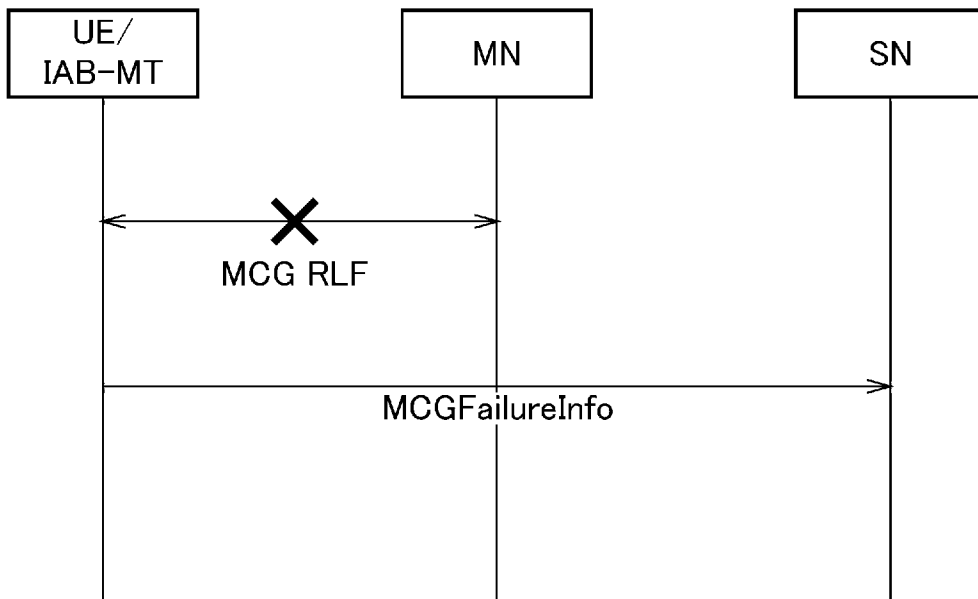 UE/
IAB-MT
MN
SN
MCG RLF
MCGFailureInfo